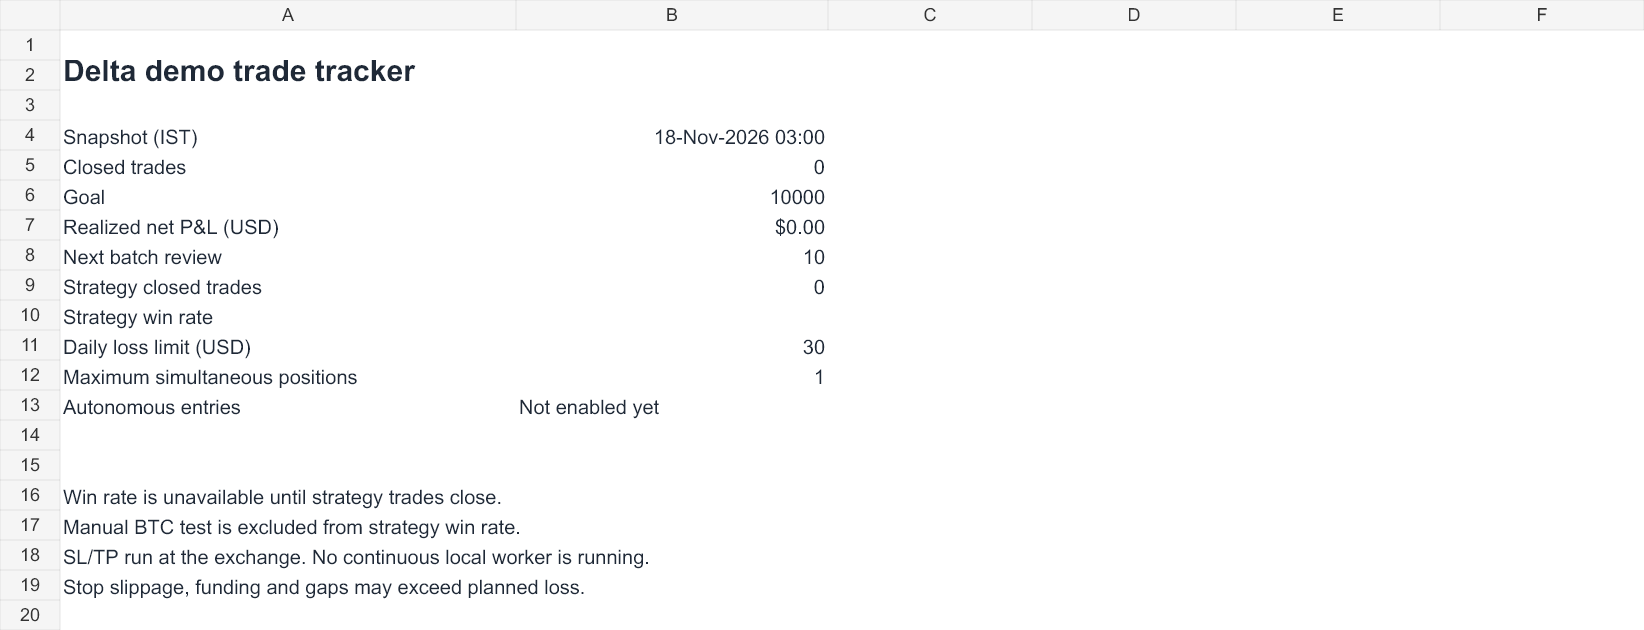 A B C D E F
1
2 Delta demo trade tracker
3
4 Snapshot (IST) 18-Nov-2026 03:00
5 Closed trades 0
6 Goal 10000
7 Realized net P&L (USD) $0.00
8 Next batch review 10
9 Strategy closed trades 0
10 Strategy win rate
11 Daily loss limit (USD) 30
12 Maximum simultaneous positions 1
13 Autonomous entries Not enabled yet
14
15
16 Win rate is unavailable until strategy trades close.
17 Manual BTC test is excluded from strategy win rate.
18 SL/TP run at the exchange. No continuous local worker is running.
19 Stop slippage, funding and gaps may exceed planned loss.
20